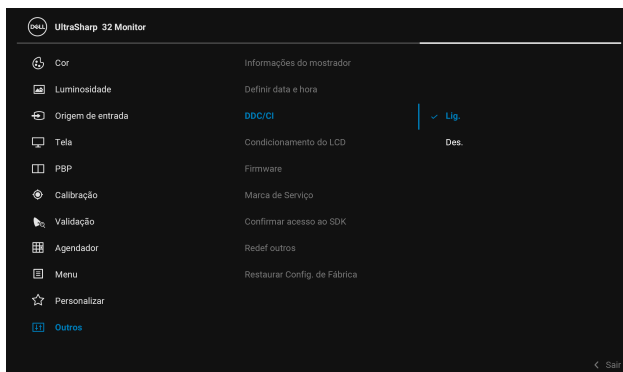 DELL UltraSharp 32 Monitor
Cor
Luminosidade
Origem de entrada
Tela
PBP
Calibração
Validação
Agendador
Menu
Personalizar
Outros
Informações do mostrador
Definir data e hora
DDC/CI
Condicionamento do LCD
Firmware
Marca de Serviço
Confirmar acesso ao SDK
Redef outros
Restaurar Config. de Fábrica
Lig.
Des.
Sair